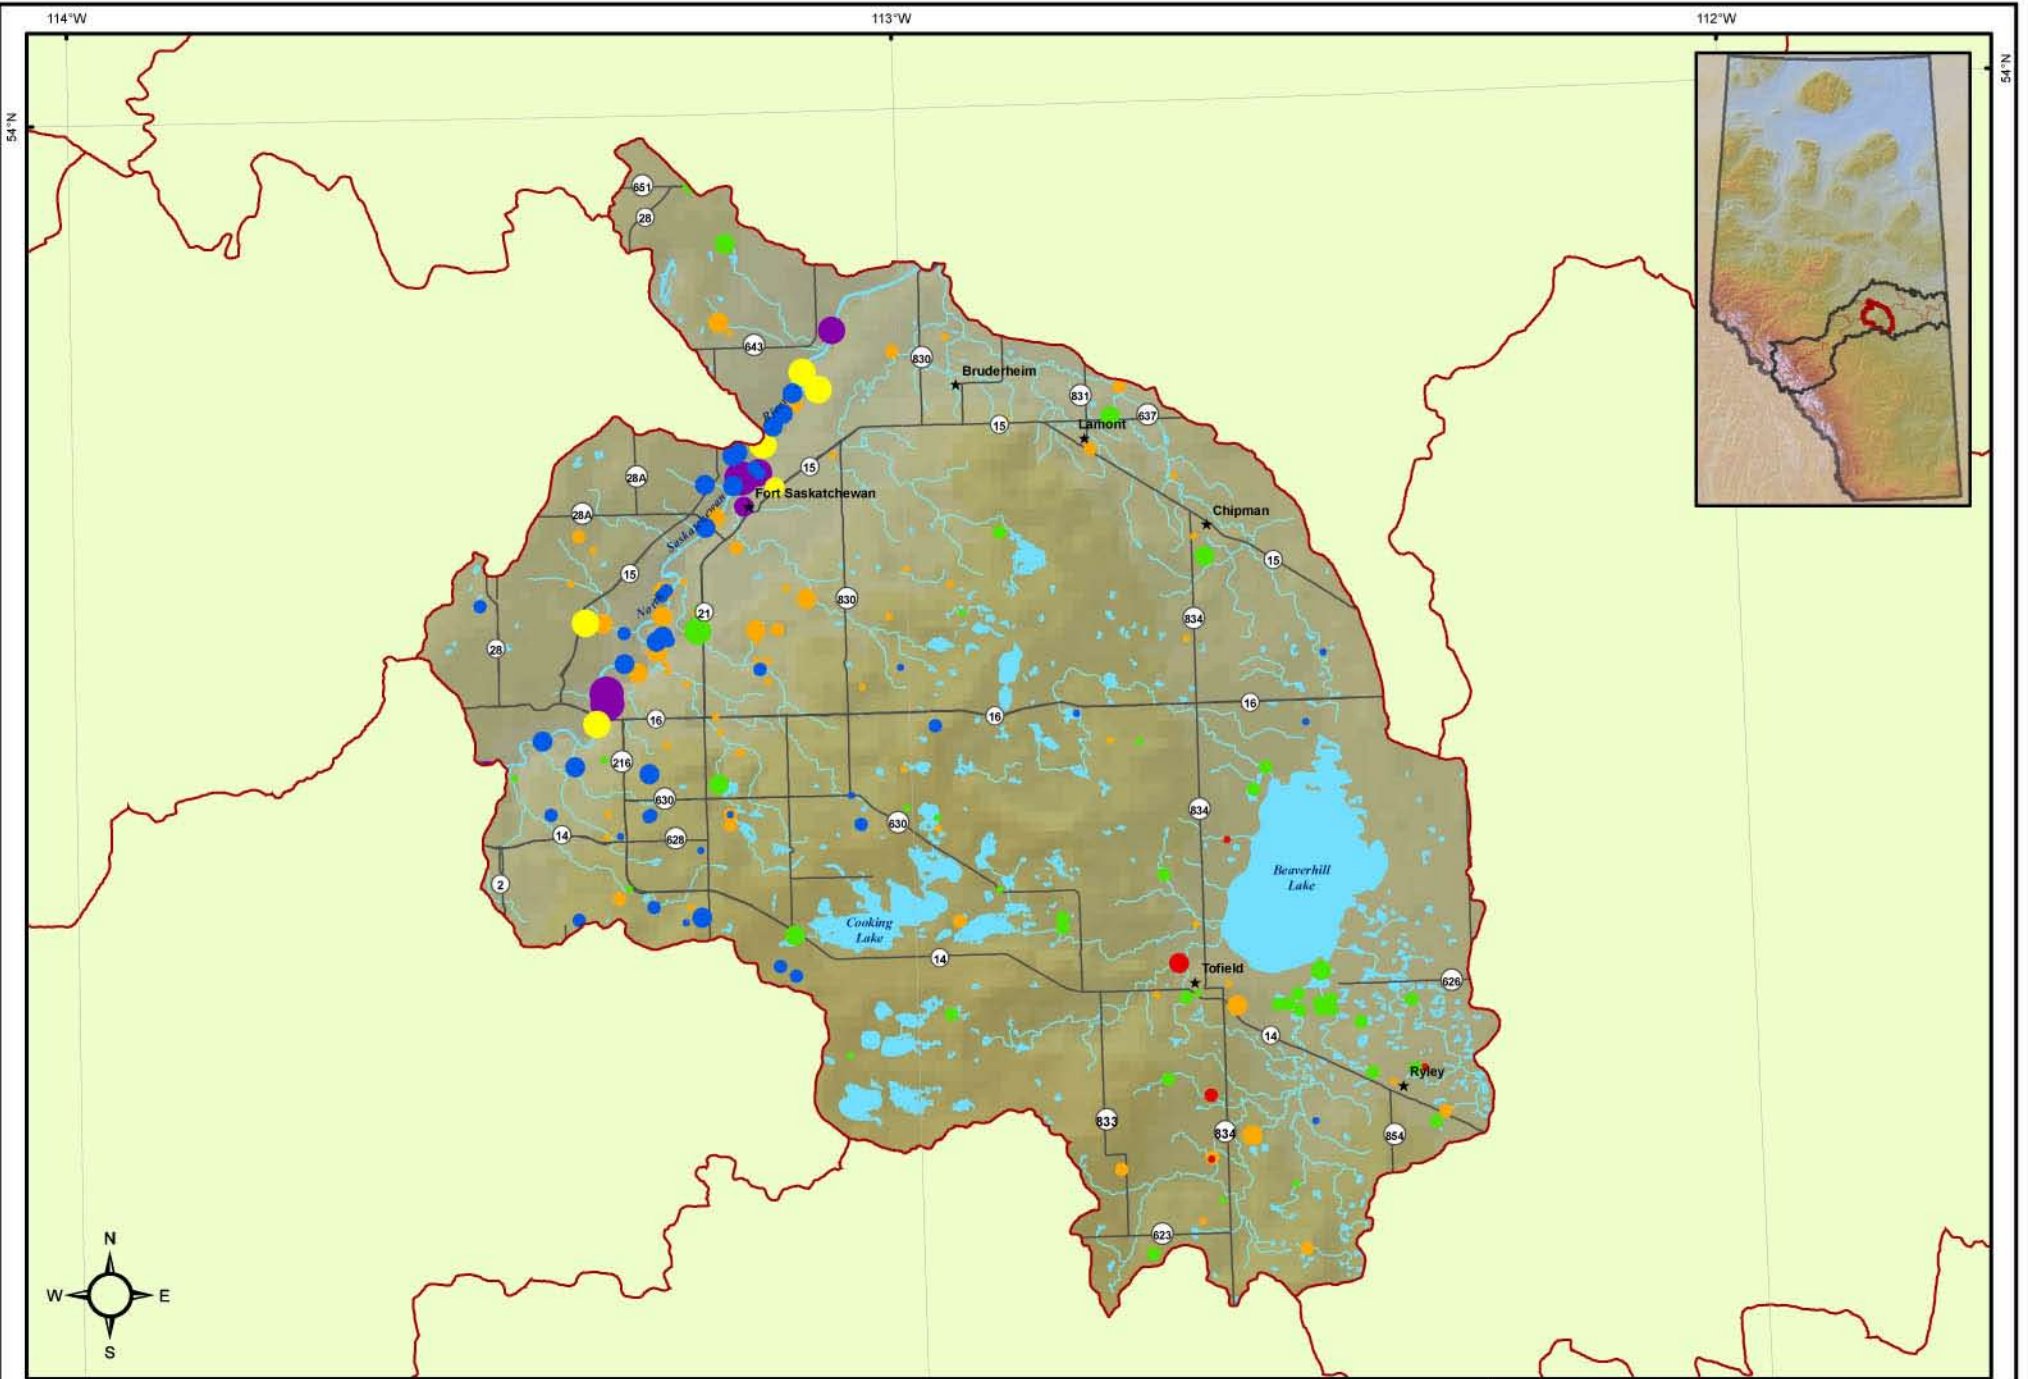 114°W
113°W
112°W
54°N
54°N
651
28
643
830
Bruderheim
831
637
River
15
Lamont
15
28A
Fort Saskatchewan
28A
Saskatchewan
Chipman
15
15
North
830
21
834
28
16
16
16
216
630
834
630
14
628
2
Beaverhill
Lake
Cooking
Lake
14
Tofield
626
14
Ryley
833
834
854
623
N
W
E
S